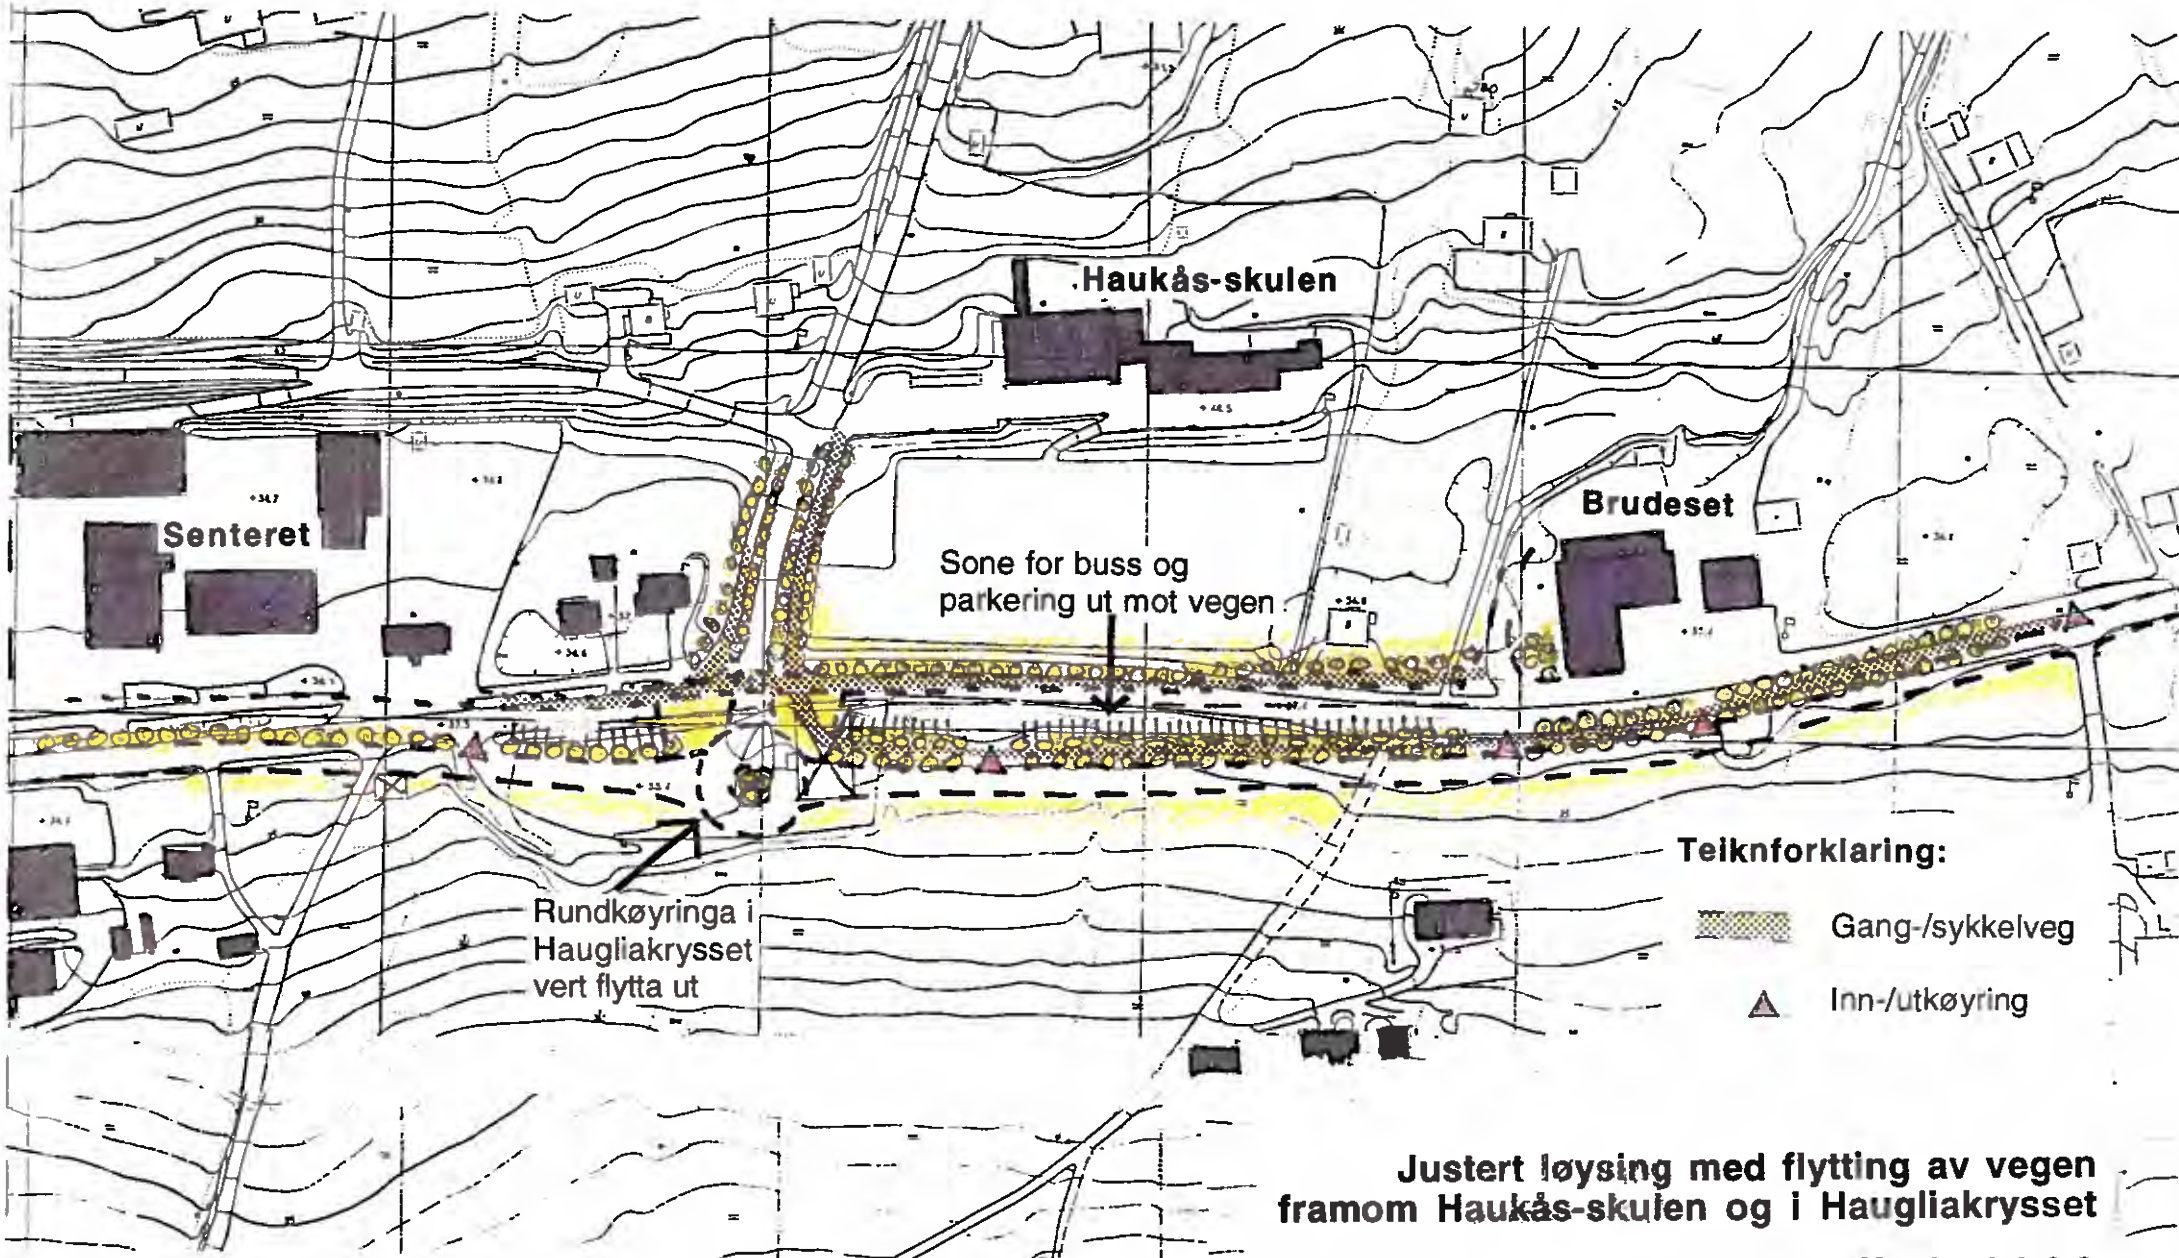 Haukås-skulen
Brudeset
Senteret
Sone for buss og
parkering ut mot vegen
Rundkøyringa i
Haugliakrysset
vert flytta ut
Teiknforklaring:
Gang-/sykkelveg
Inn-/utkøyring
Justert løysing med flytting av vegen
framom Haukås-skulen og i Haugliakrysset